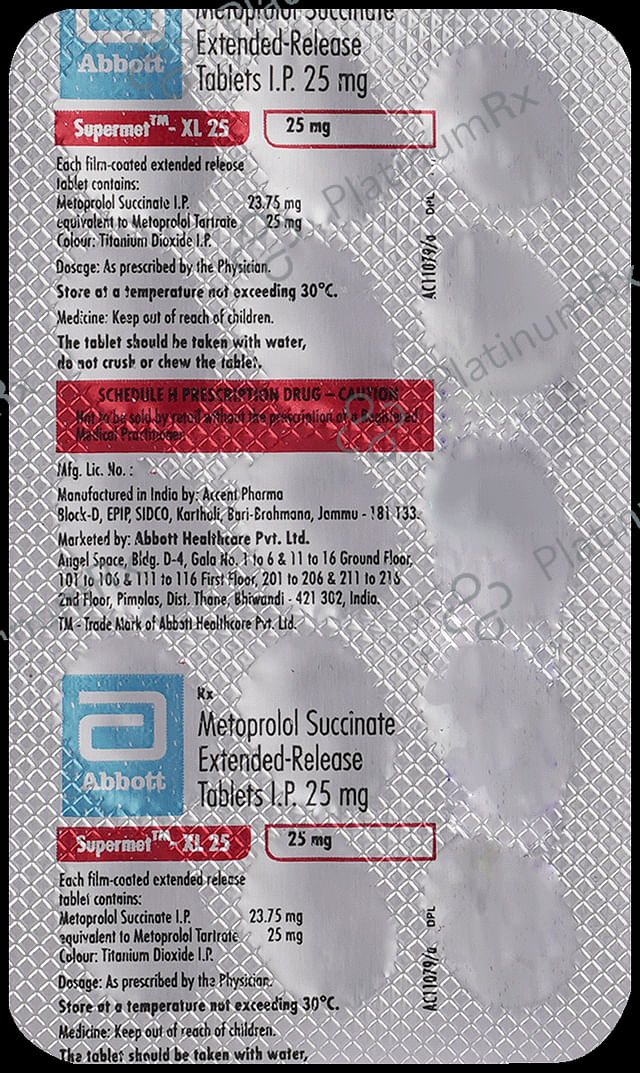 Metoprolol Succinate
Extended-Release
Tablets I.P. 25 mg
Abbott
Supermet™- XL 25
25 mg
Each film-coated extended release
tablet contains:
Metoprolol Succinate I.P. 23.75 mg
equivalent to Metoprolol Tartrate 25 mg
Colour: Titanium Dioxide I.P.
Dosage: As prescribed by the Physician.
Store at a temperature not exceeding 30°C.
Medicine: Keep out of reach of children.
The tablet should be taken with water,
do not crush or chew the tablet.
SCHEDULE H PRESCRIPTION DRUG – CAUTION
Not to be sold by retail without the prescription of a Registered
Medical Practitioner.
Mfg. Lic. No. :
Manufactured in India by: Accent Pharma
Block-D, EPIP, SIDCO, Kartholi, Bari-Brahmana, Jammu - 181 133.
Marketed by: Abbott Healthcare Pvt. Ltd.
Angel Space, Bldg. D-4, Gala No. 1 to 6 & 11 to 16 Ground Floor,
101 to 106 & 111 to 116 First Floor, 201 to 206 & 211 to 216
2nd Floor, Pimplas, Dist. Thane, Bhiwandi - 421 302, India.
TM - Trade Mark of Abbott Healthcare Pvt. Ltd.
AC11079/a DPL
Rx
Metoprolol Succinate
Extended-Release
Tablets I.P. 25 mg
Abbott
Supermet™- XL 25
25 mg
Each film-coated extended release
tablet contains:
Metoprolol Succinate I.P. 23.75 mg
equivalent to Metoprolol Tartrate 25 mg
Colour: Titanium Dioxide I.P.
Dosage: As prescribed by the Physician.
Store at a temperature not exceeding 30°C.
Medicine: Keep out of reach of children.
The tablet should be taken with water,
AC11079/a DPL
PlatinumRx
PlatinumRx
PlatinumRx